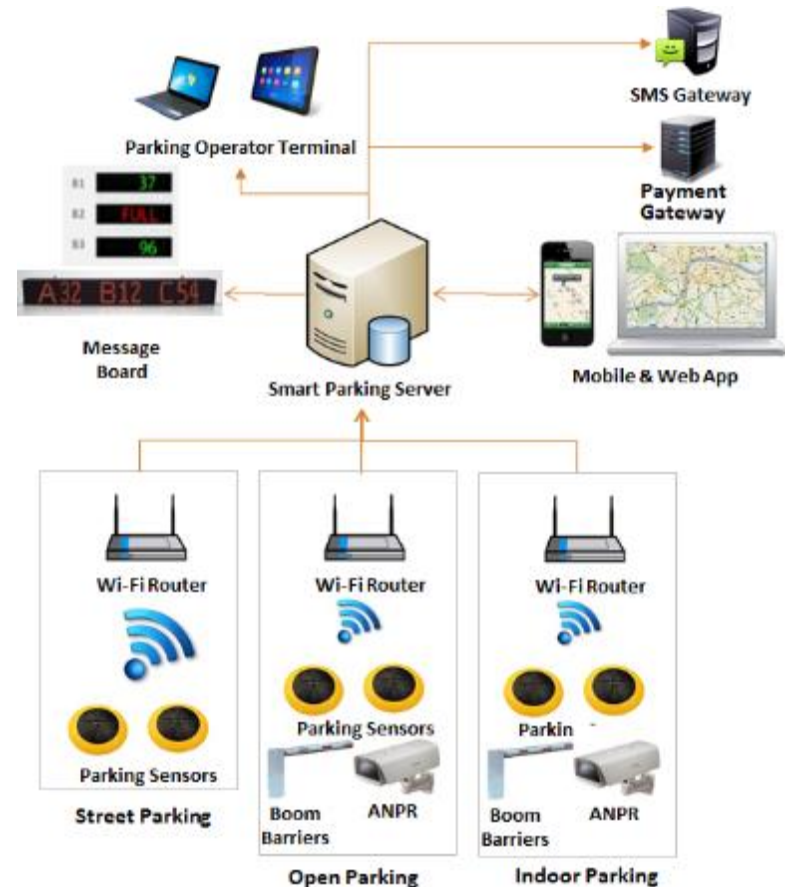 SMS Gateway
Parking Operator Terminal
B1 37
B2 FULL
B3 96
Payment
Gateway
A32 B12 C54
Message
Board
Smart Parking Server
Mobile & Web App
Wi-Fi Router
Wi-Fi Router
Wi-Fi Router
Parking Sensors
Parking Sensors
Parkin
Boom
Barriers
ANPR
Boom
Barriers
ANPR
Street Parking
Open Parking
Indoor Parking